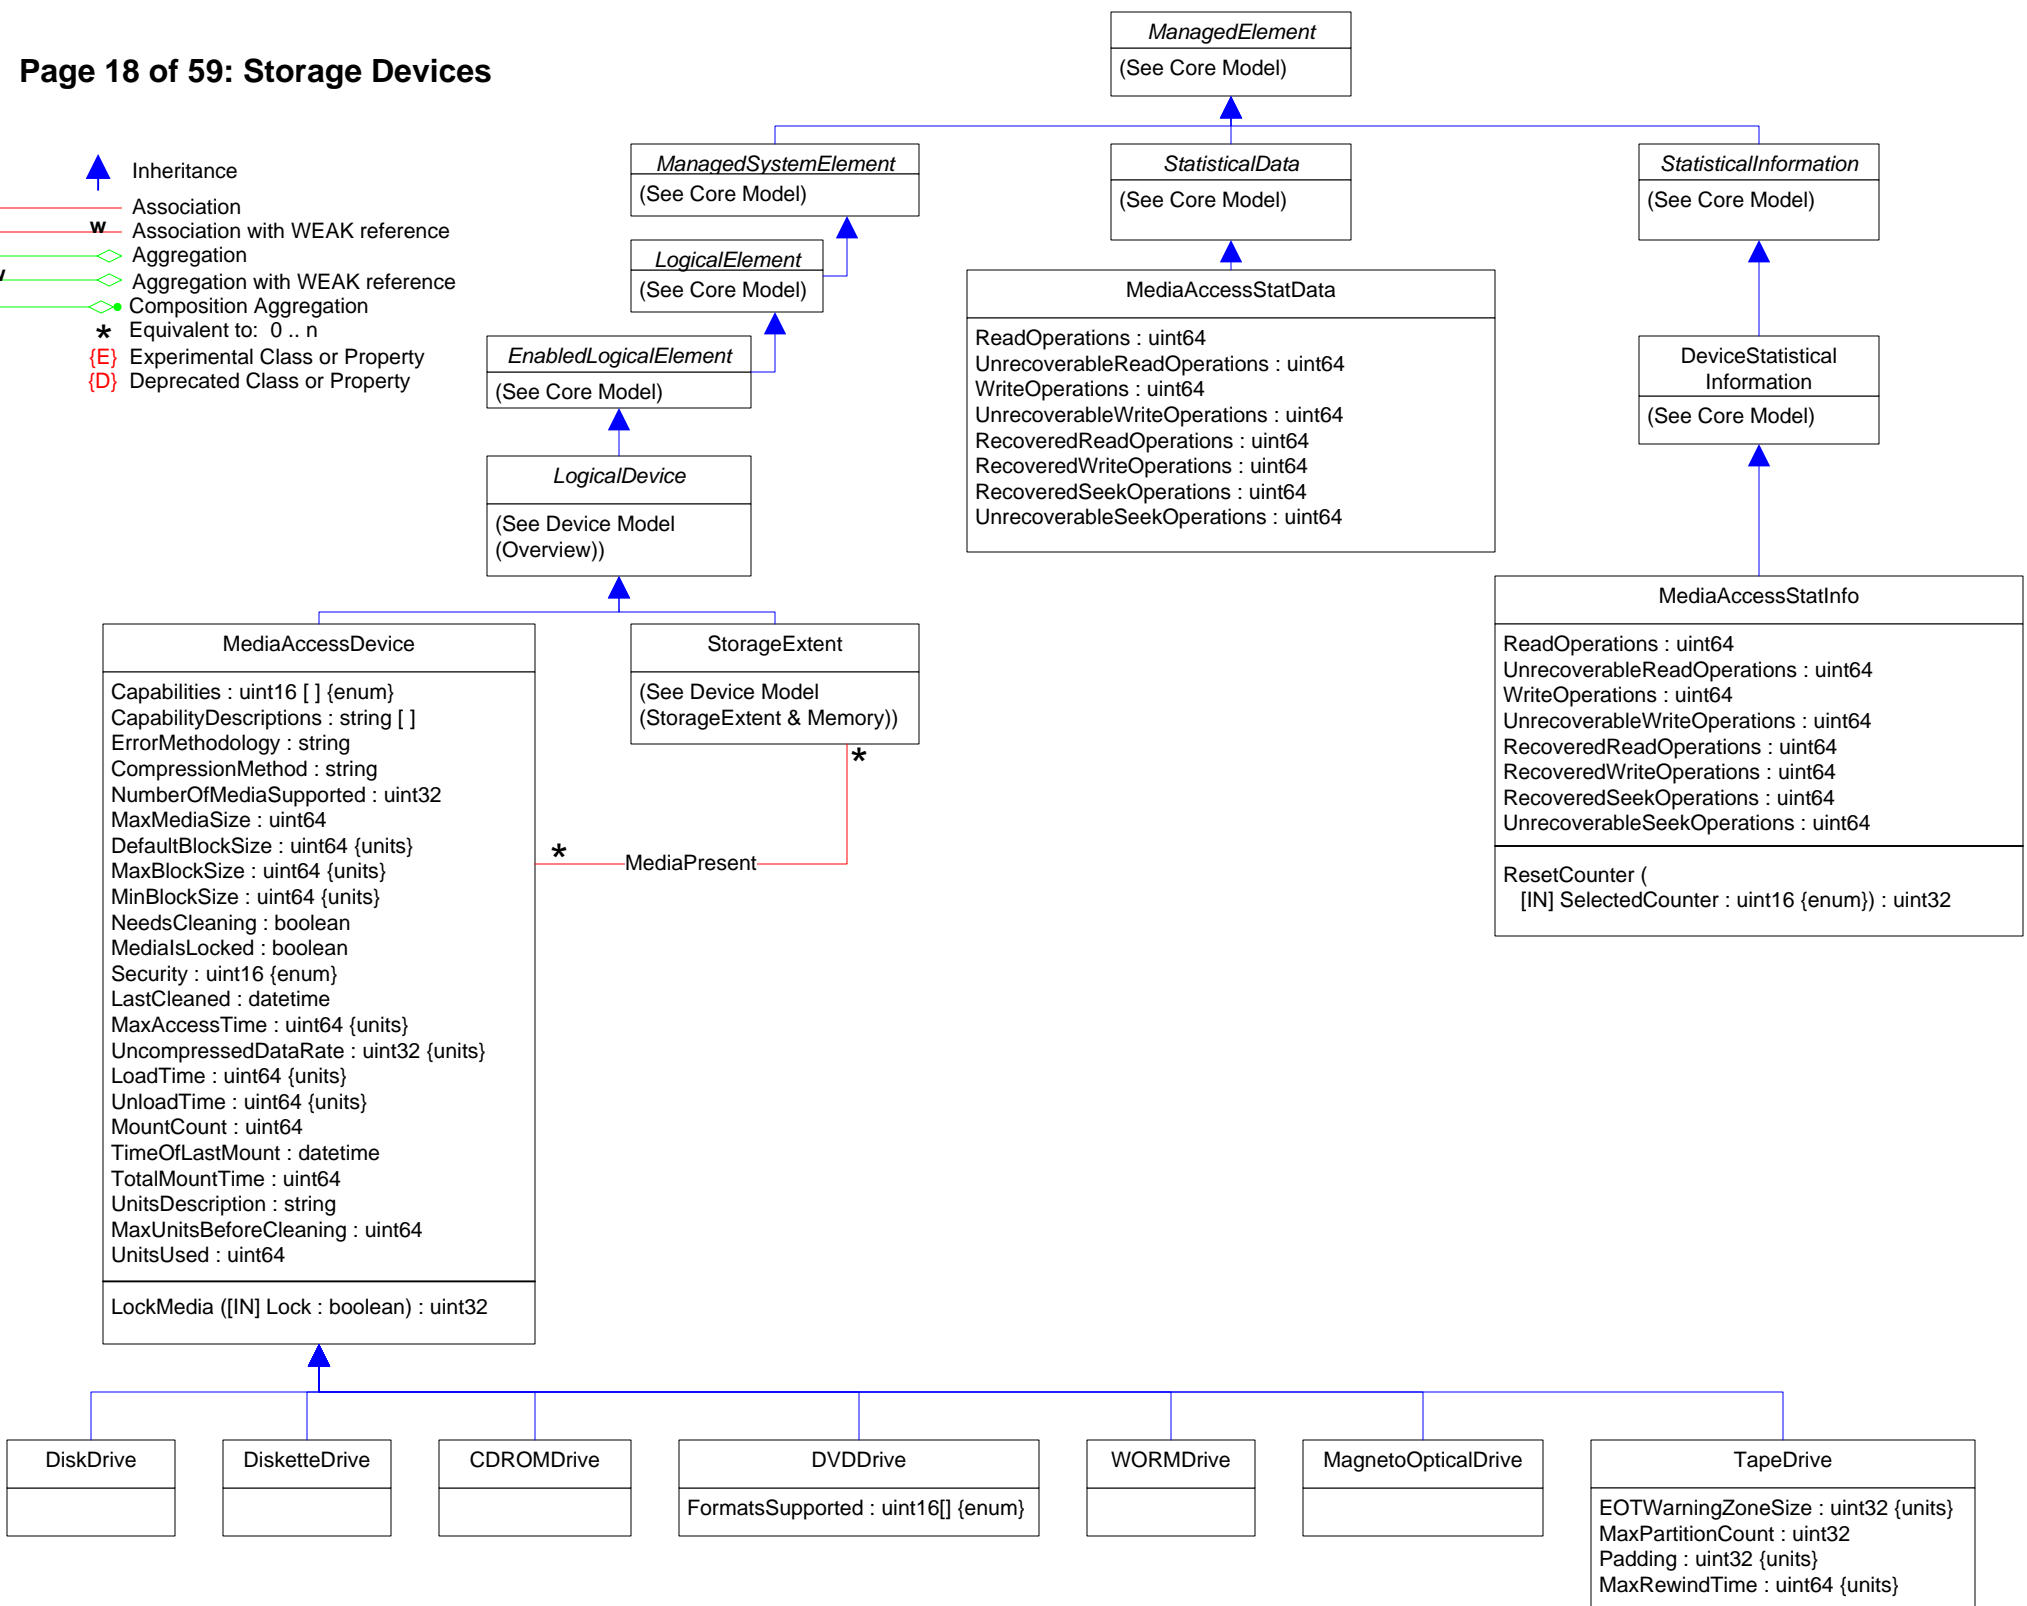 Page 18 of 59: Storage Devices
Inheritance
Association
w
Association with WEAK reference
Aggregation
w
Aggregation with WEAK reference
Composition Aggregation
* Equivalent to: 0 .. n
{E} Experimental Class or Property
{D} Deprecated Class or Property
ManagedElement
(See Core Model)
ManagedSystemElement
(See Core Model)
StatisticalData
(See Core Model)
StatisticalInformation
(See Core Model)
LogicalElement
(See Core Model)
EnabledLogicalElement
(See Core Model)
LogicalDevice
(See Device Model
(Overview))
MediaAccessStatData
ReadOperations : uint64
UnrecoverableReadOperations : uint64
WriteOperations : uint64
UnrecoverableWriteOperations : uint64
RecoveredReadOperations : uint64
RecoveredWriteOperations : uint64
RecoveredSeekOperations : uint64
UnrecoverableSeekOperations : uint64
DeviceStatistical
Information
(See Core Model)
MediaAccessStatInfo
ReadOperations : uint64
UnrecoverableReadOperations : uint64
WriteOperations : uint64
UnrecoverableWriteOperations : uint64
RecoveredReadOperations : uint64
RecoveredWriteOperations : uint64
RecoveredSeekOperations : uint64
UnrecoverableSeekOperations : uint64
ResetCounter (
[IN] SelectedCounter : uint16 {enum}) : uint32
MediaAccessDevice
Capabilities : uint16 [ ] {enum}
CapabilityDescriptions : string [ ]
ErrorMethodology : string
CompressionMethod : string
NumberOfMediaSupported : uint32
MaxMediaSize : uint64
DefaultBlockSize : uint64 {units}
MaxBlockSize : uint64 {units}
MinBlockSize : uint64 {units}
NeedsCleaning : boolean
MediaIsLocked : boolean
Security : uint16 {enum}
LastCleaned : datetime
MaxAccessTime : uint64 {units}
UncompressedDataRate : uint32 {units}
LoadTime : uint64 {units}
UnloadTime : uint64 {units}
MountCount : uint64
TimeOfLastMount : datetime
TotalMountTime : uint64
UnitsDescription : string
MaxUnitsBeforeCleaning : uint64
UnitsUsed : uint64
LockMedia ([IN] Lock : boolean) : uint32
StorageExtent
(See Device Model
(StorageExtent & Memory))
*
*
MediaPresent
DiskDrive
DisketteDrive
CDROMDrive
DVDDrive
FormatsSupported : uint16[] {enum}
WORMDrive
MagnetoOpticalDrive
TapeDrive
EOTWarningZoneSize : uint32 {units}
MaxPartitionCount : uint32
Padding : uint32 {units}
MaxRewindTime : uint64 {units}